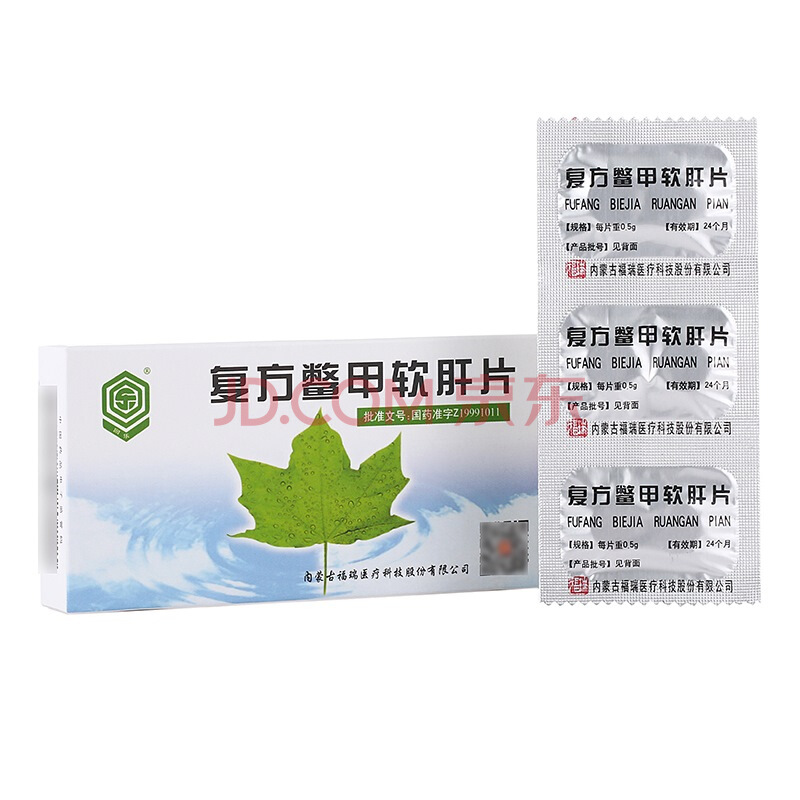 复方鳖甲软肝片
批准文号:国药准字Z19991011
内蒙古福瑞医疗科技股份有限公司
®
JD.COM 京东
复方鳖甲软肝片
FUFANG BIEJIA RUANGAN PIAN
【规格】每片重0.5g 【有效期】24个月
【产品批号】见背面
内蒙古福瑞医疗科技股份有限公司
复方鳖甲软肝片
FUFANG BIEJIA RUANGAN PIAN
【规格】每片重0.5g 【有效期】24个月
【产品批号】见背面
内蒙古福瑞医疗科技股份有限公司
复方鳖甲软肝片
FUFANG BIEJIA RUANGAN PIAN
【规格】每片重0.5g 【有效期】24个月
【产品批号】见背面
内蒙古福瑞医疗科技股份有限公司